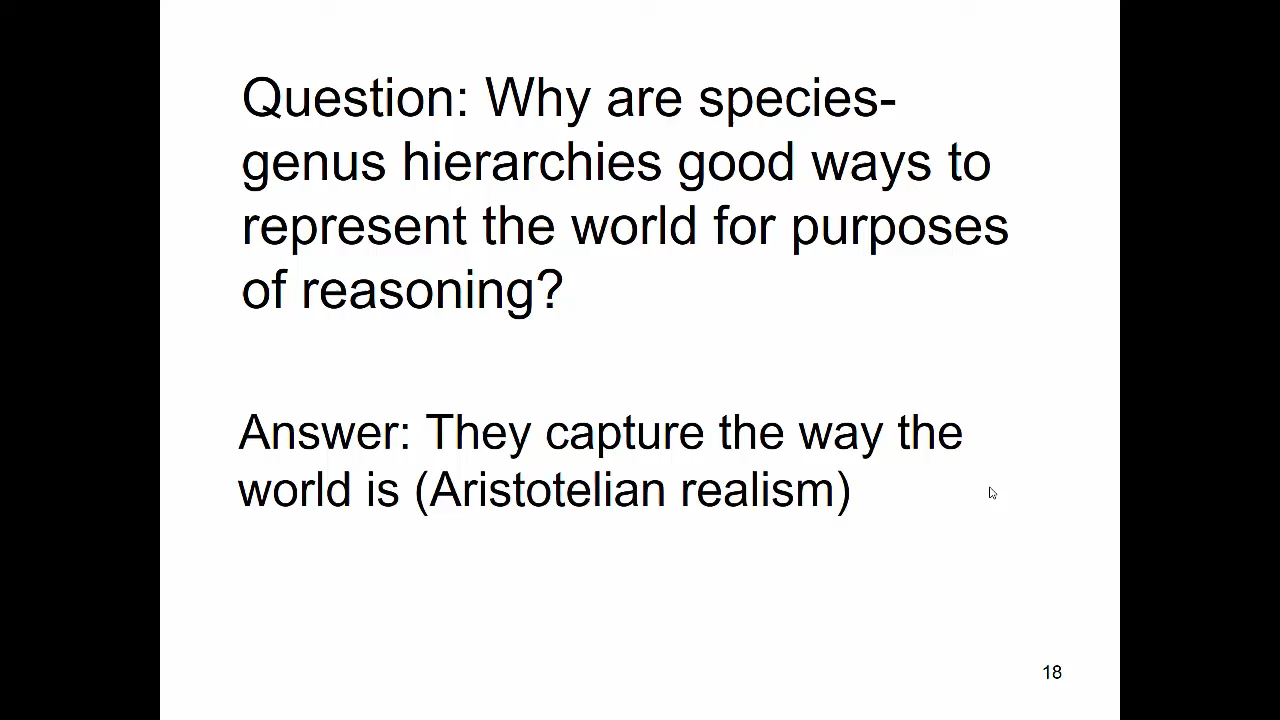 Question: Why are species-
genus hierarchies good ways to
represent the world for purposes
of reasoning?
Answer: They capture the way the
world is (Aristotelian realism)
18